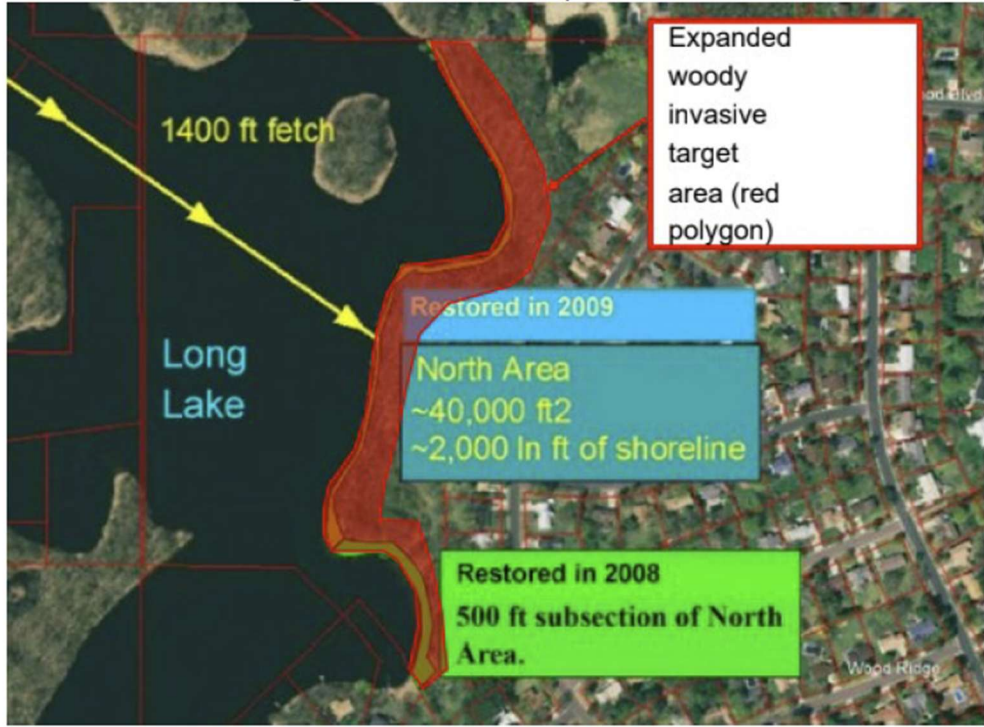 Expanded
woody
invasive
target
area (red
polygon)
1400 ft fetch
Restored in 2009
Long
Lake
North Area
~40,000 ft2
~2,000 ln ft of shoreline
Restored in 2008
500 ft subsection of North
Area.
Wood Ridge